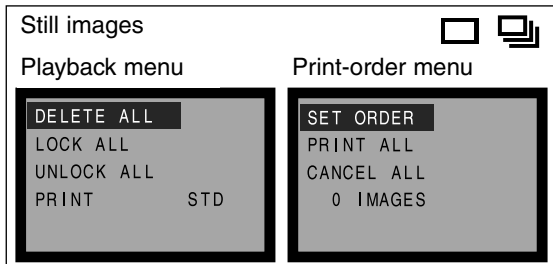 Still images
Playback menu
DELETE ALL
LOCK ALL
UNLOCK ALL
PRINT STD
Print-order menu
SET ORDER
PRINT ALL
CANCEL ALL
0 IMAGES